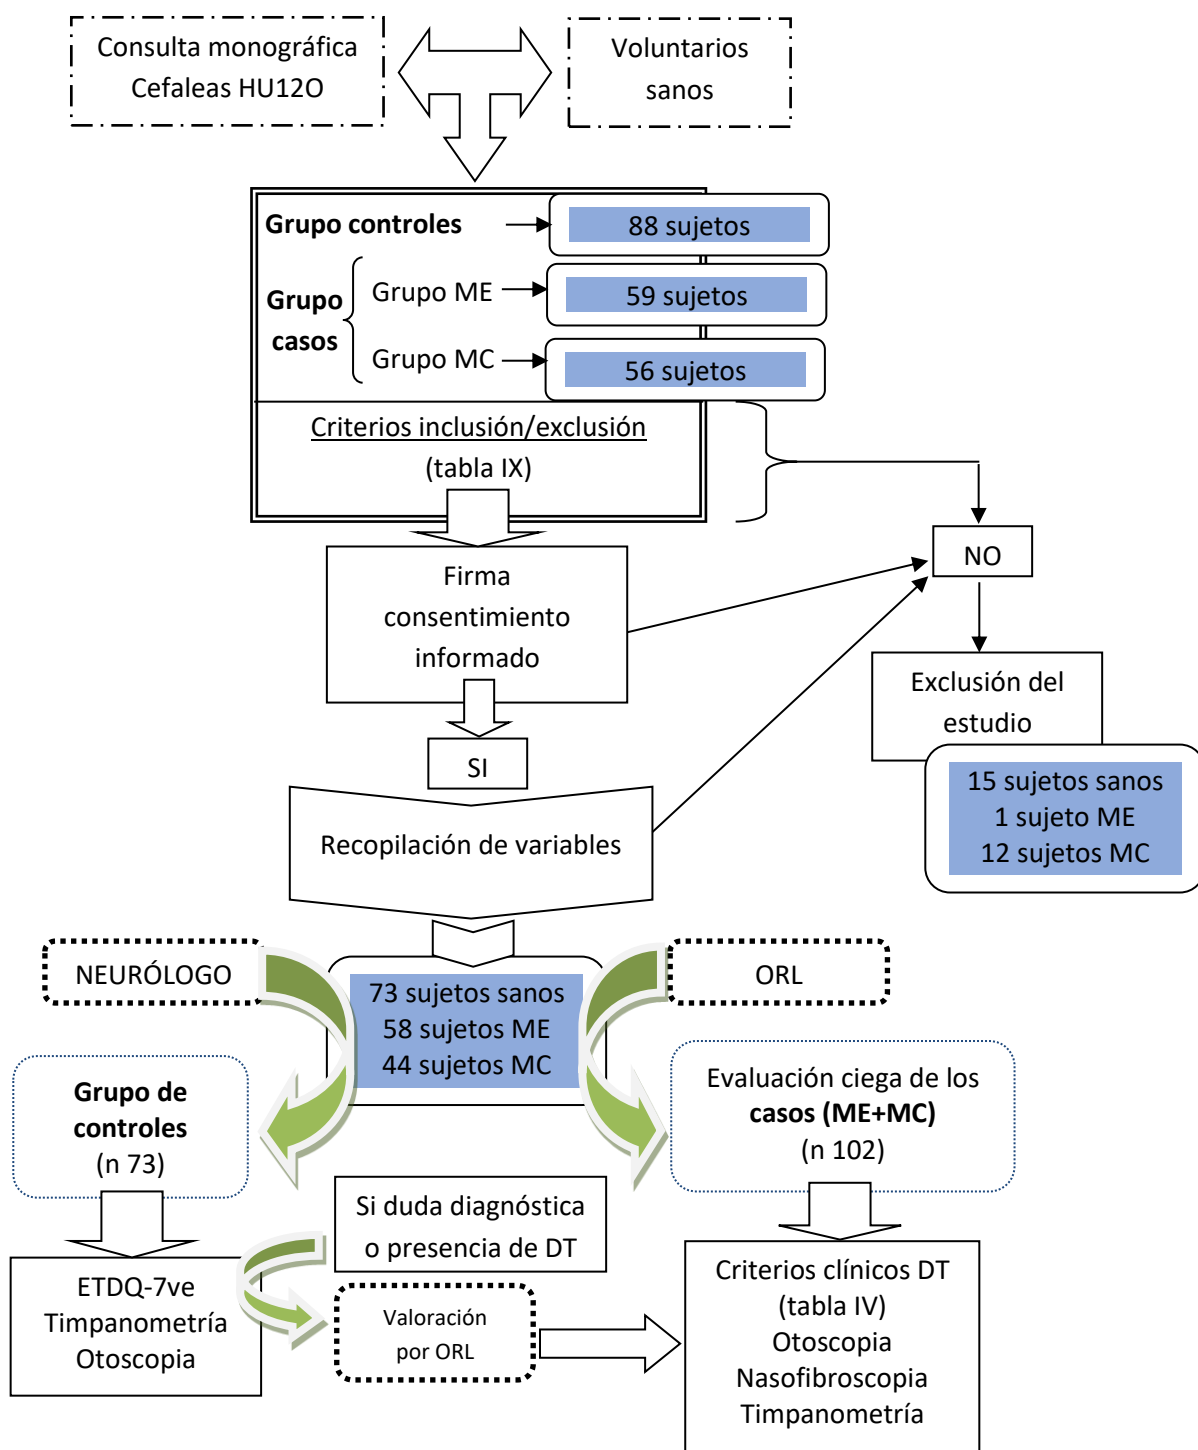 Consulta monográfica
Cefaleas HU12O
Voluntarios
sanos
Grupo controles
88 sujetos
Grupo
casos
Grupo ME
59 sujetos
Grupo MC
56 sujetos
Criterios inclusión/exclusión
(tabla IX)
NO
Firma
consentimiento
informado
Exclusión del
estudio
SI
15 sujetos sanos
1 sujeto ME
12 sujetos MC
Recopilación de variables
NEURÓLOGO
73 sujetos sanos
58 sujetos ME
44 sujetos MC
ORL
Grupo de
controles
(n 73)
Evaluación ciega de los
casos (ME+MC)
(n 102)
Si duda diagnóstica
o presencia de DT
ETDQ-7ve
Timpanometría
Otoscopia
Valoración
por ORL
Criterios clínicos DT
(tabla IV)
Otoscopia
Nasofibroscopia
Timpanometría